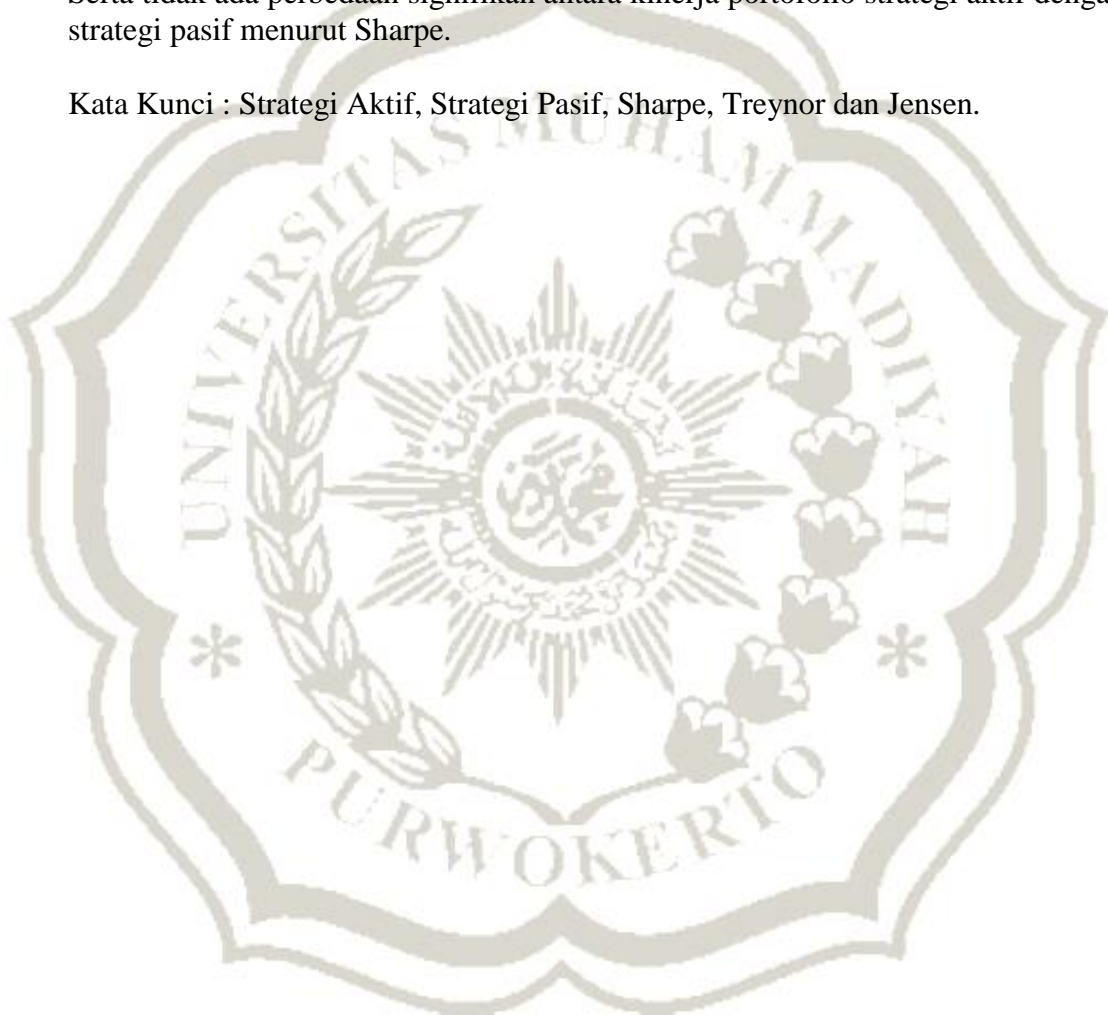 Serta tidak ada perbedaan signifikan antara kinerja portofolio strategi aktif
strategi pasif menurut Sharpe.
Kata Kunci : Strategi Aktif, Strategi Pasif, Sharpe, Treynor dan Jensen.
UNIVERSITAS MUHAMMADIYAH
PURWOKERTO